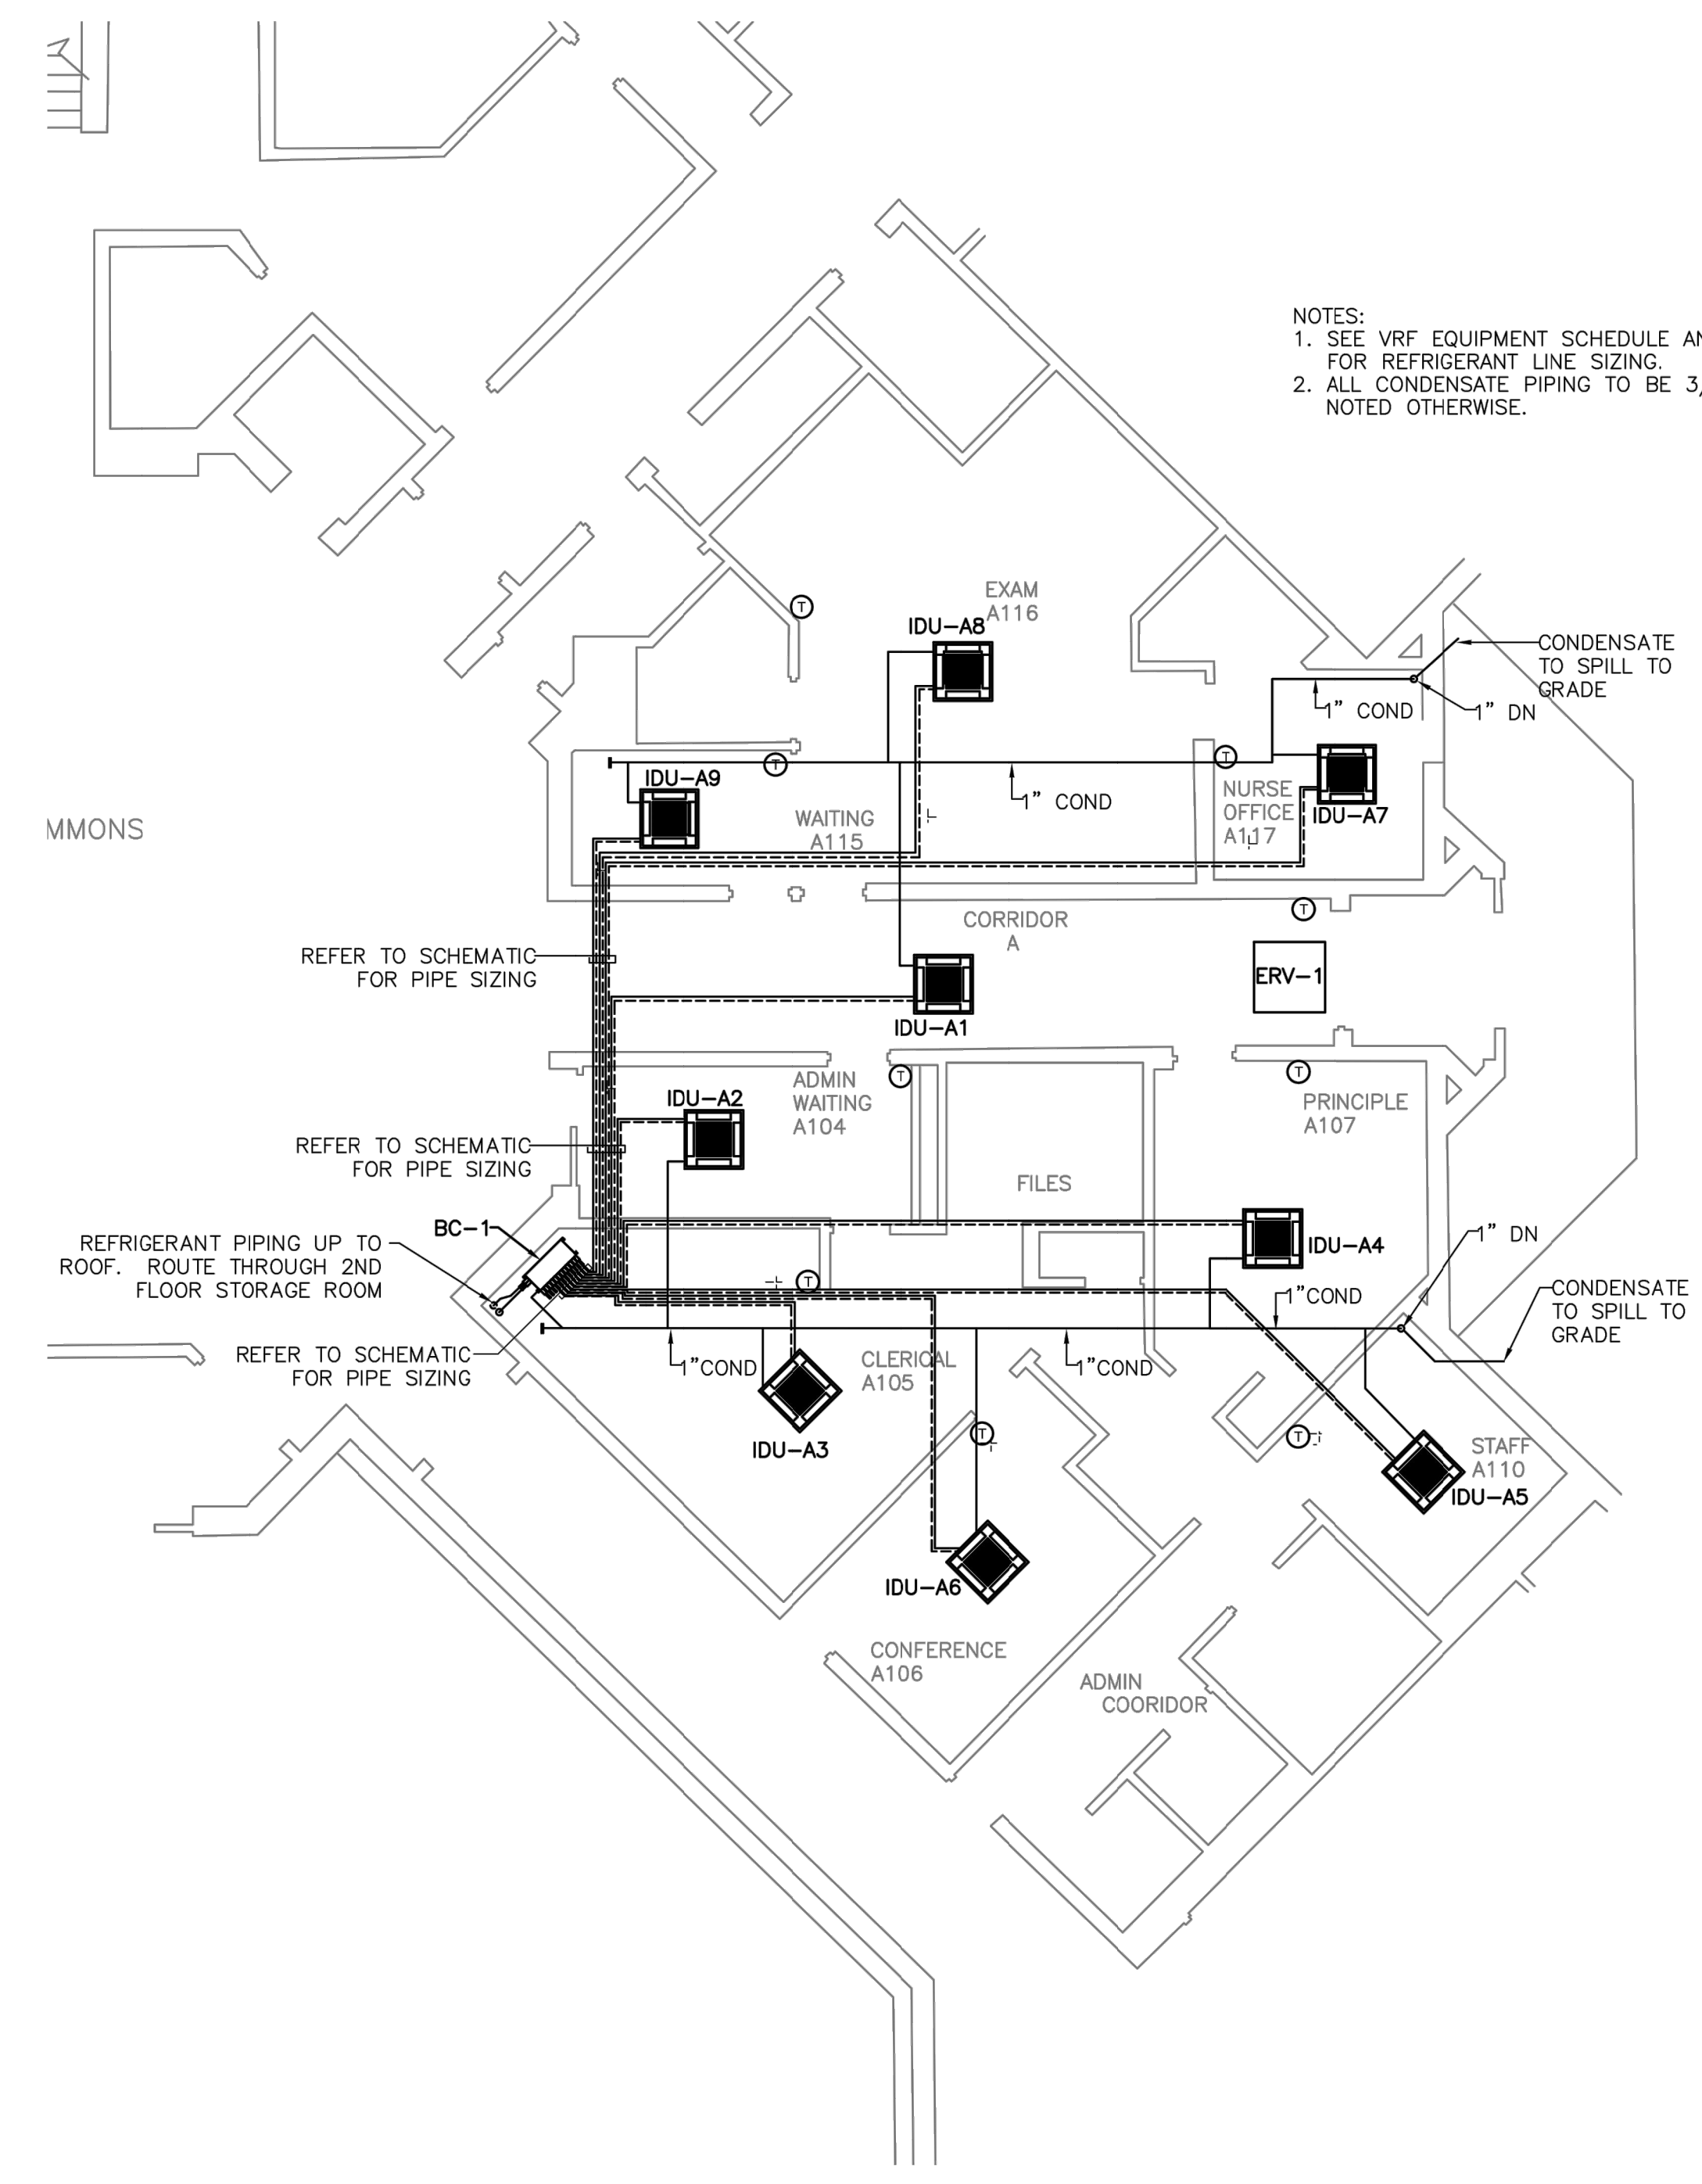 NOTES:
1. SEE VRF EQUIPMENT SCHEDULE AN
FOR REFRIGERANT LINE SIZING.
2. ALL CONDENSATE PIPING TO BE 3/
NOTED OTHERWISE.
EXAM
A116
IDU-A8
T
CONDENSATE
TO SPILL TO
GRADE
1" COND
1" DN
T
T
IDU-A9
1" COND
NURSE
OFFICE
A117
IDU-A7
WAITING
A115
MMONS
CORRIDOR
A
T
REFER TO SCHEMATIC
FOR PIPE SIZING
ERV-1
IDU-A1
T
T
ADMIN
WAITING
A104
IDU-A2
PRINCIPLE
A107
REFER TO SCHEMATIC
FOR PIPE SIZING
FILES
BC-1
REFRIGERANT PIPING UP TO
ROOF. ROUTE THROUGH 2ND
FLOOR STORAGE ROOM
IDU-A4
1" DN
T
1"COND
CONDENSATE
TO SPILL TO
GRADE
REFER TO SCHEMATIC
FOR PIPE SIZING
1"COND
CLERICAL
A105
1"COND
IDU-A3
T
T
STAFF
A110
IDU-A5
IDU-A6
CONFERENCE
A106
ADMIN
COORIDOR